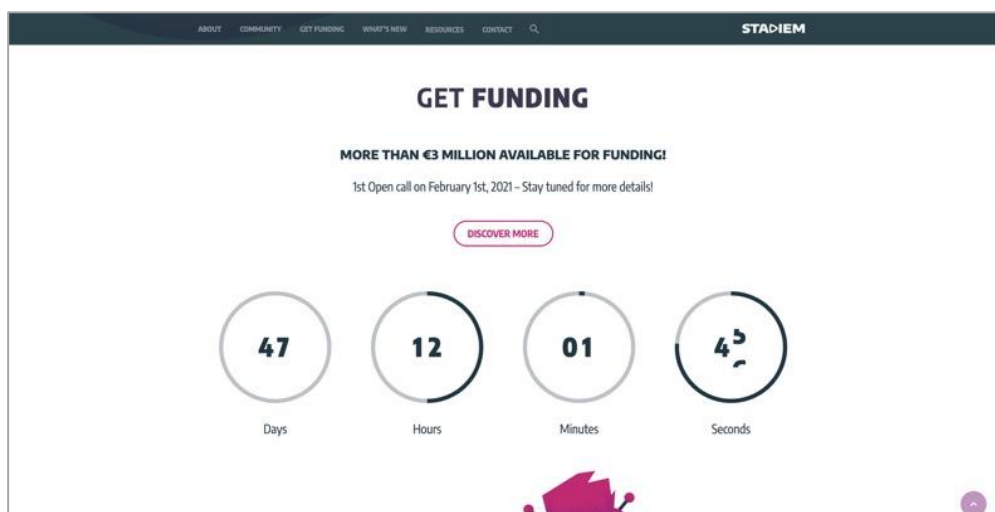 ABOUT COMMUNITY GET FUNDING WHAT'S NEW RESOURCES CONTACT STADIEM
GET FUNDING
MORE THAN €3 MILLION AVAILABLE FOR FUNDING!
1st Open call on February 1st, 2021 – Stay tuned for more details!
DISCOVER MORE
47 12 01 45
Days Hours Minutes Seconds